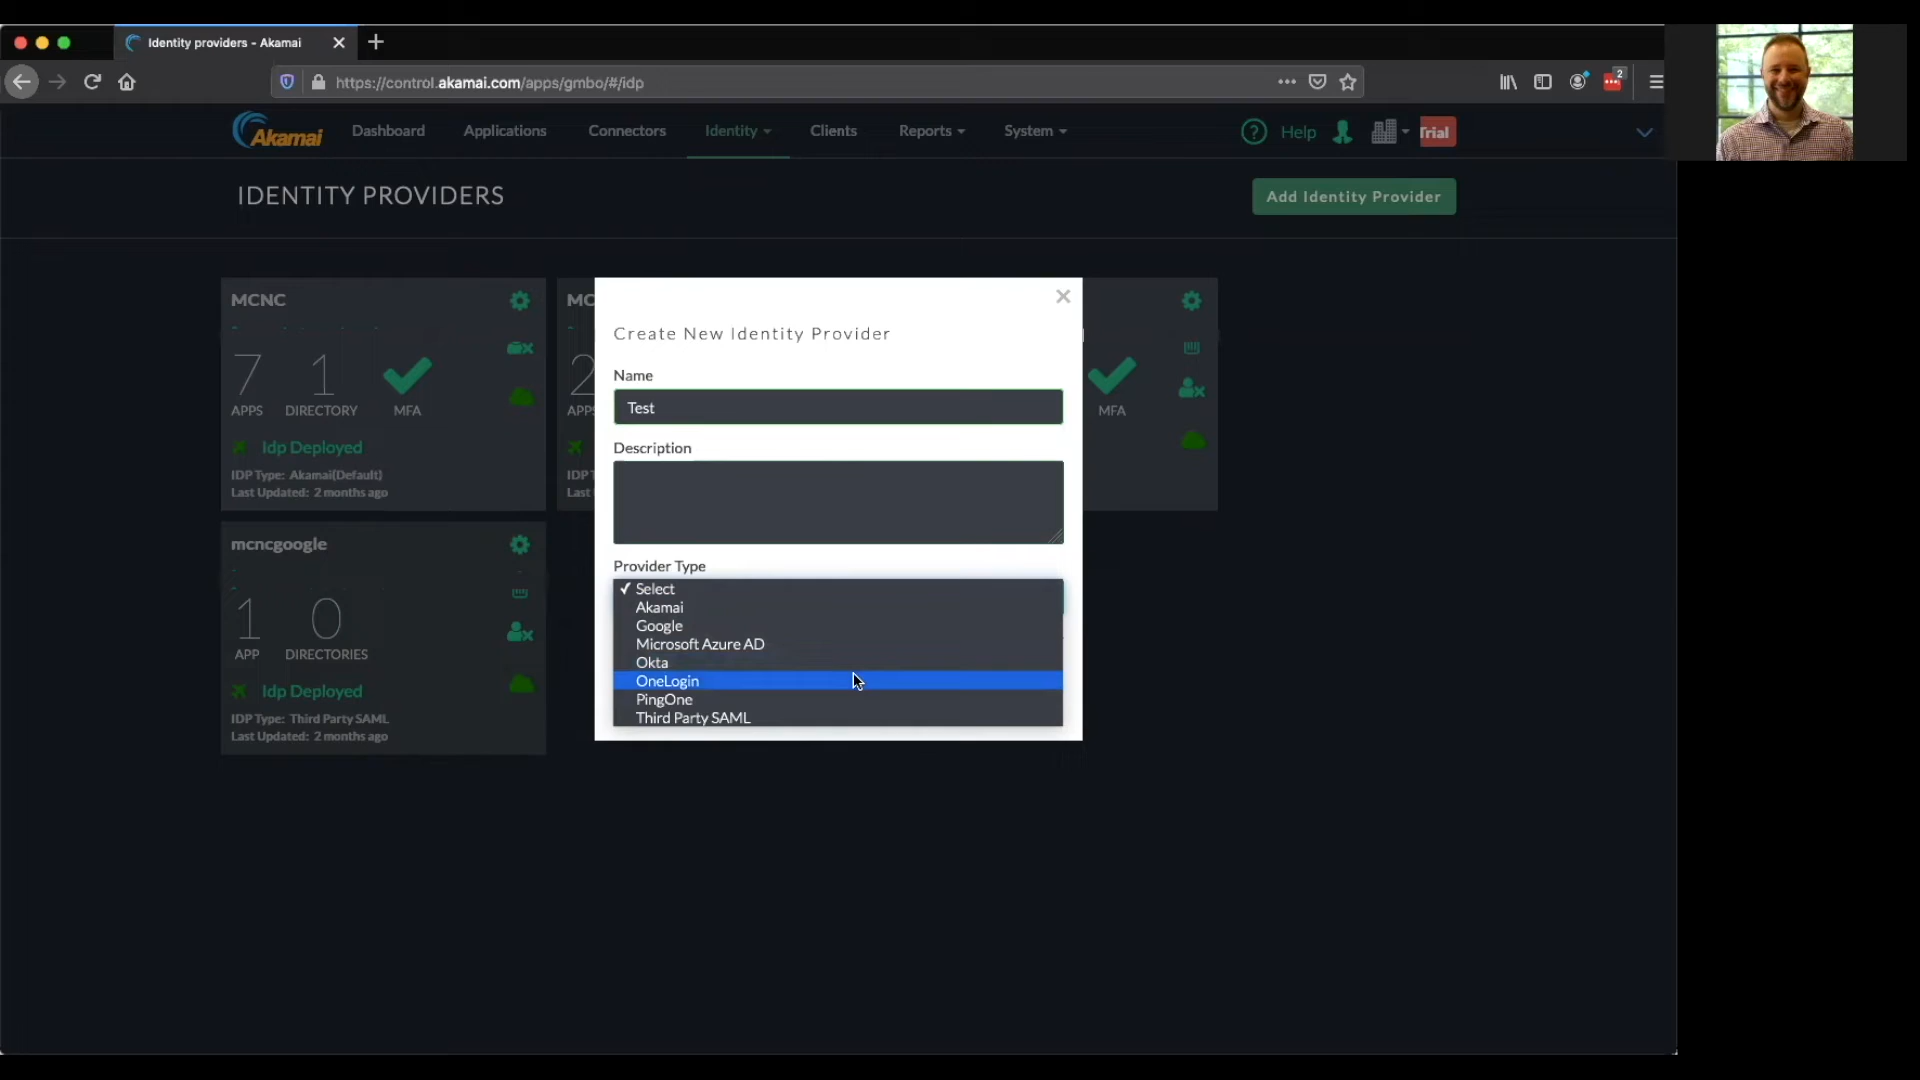 Identity providers - Akamai
https://control.akamai.com/apps/gmbo/#/idp
2
Akamai
Dashboard
Applications
Connectors
Identity
Clients
Reports
System
Help
Trial
IDENTITY PROVIDERS
Add Identity Provider
MCNC
7
1
APPS
DIRECTORY
MFA
Idp Deployed
IDP Type: Akamai(Default)
Last Updated: 2 months ago
MC
2
APPS
IDP T
Last
MFA
mcncgoogle
1
0
APP
DIRECTORIES
Idp Deployed
IDP Type: Third Party SAML
Last Updated: 2 months ago
Create New Identity Provider
Name
Test
Description
Provider Type
✓ Select
Akamai
Google
Microsoft Azure AD
Okta
OneLogin
PingOne
Third Party SAML